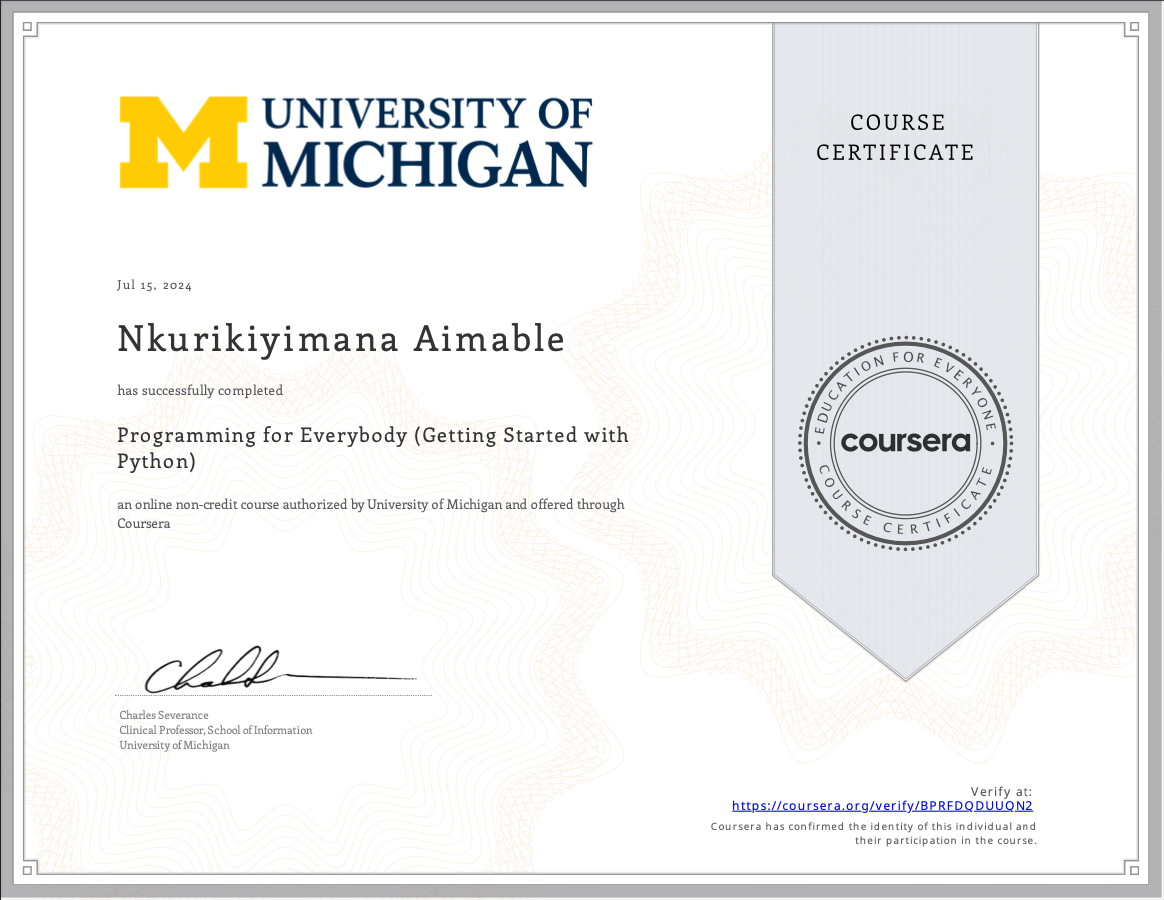 UNIVERSITY OF
MICHIGAN
COURSE
CERTIFICATE
Jul 15, 2024
Nkurikiyimana Aimable
has successfully completed
Programming for Everybody (Getting Started with
Python)
an online non-credit course authorized by University of Michigan and offered through
Coursera
EDUCATION FOR EVERYONE
coursera
COURSE CERTIFICATE
Charles Severance
Clinical Professor, School of Information
University of Michigan
Verify at:
https://coursera.org/verify/BPRFDQDUUQN2
Coursera has confirmed the identity of this individual and
their participation in the course.